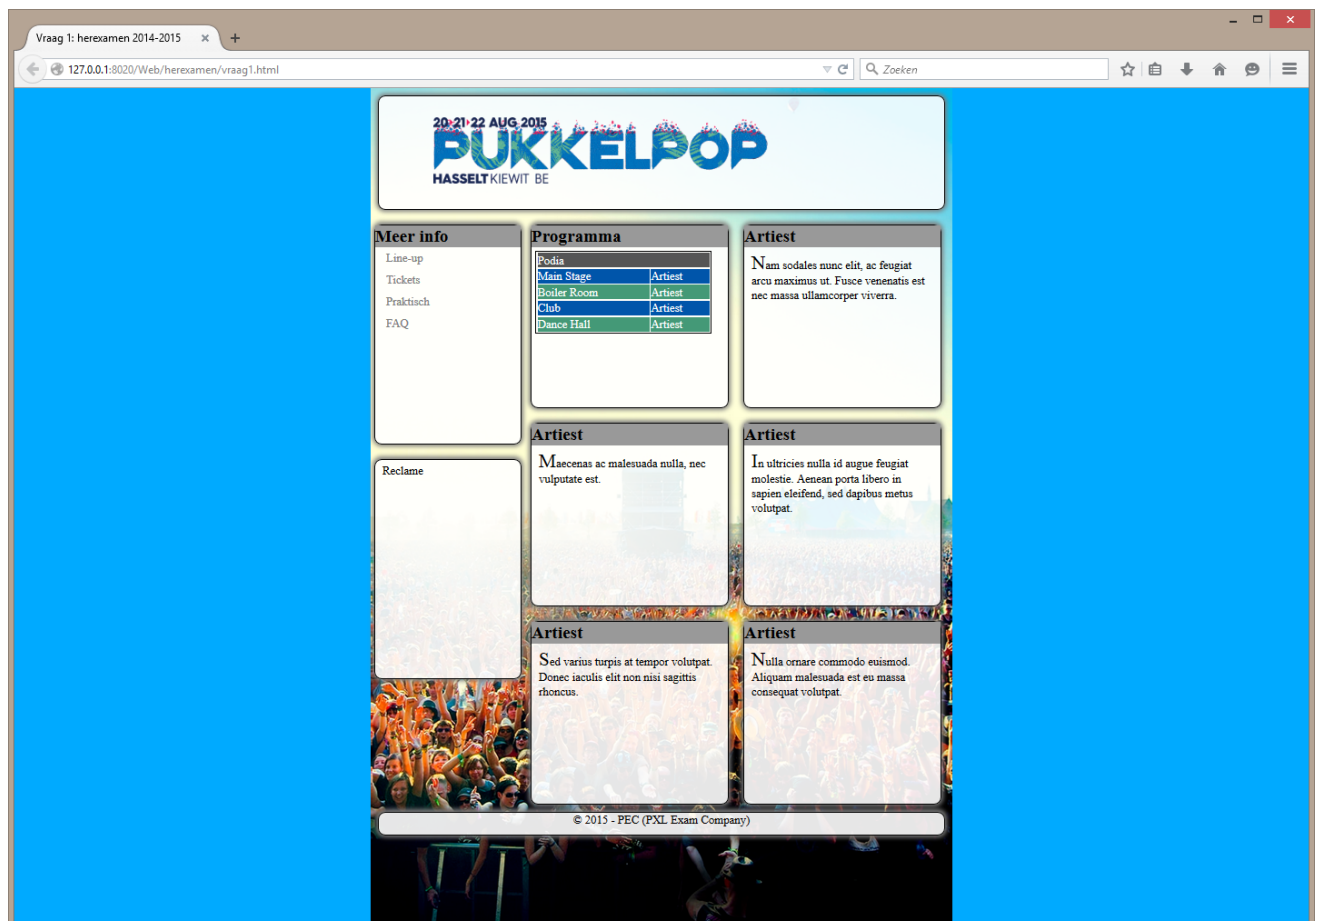 Vraag 1: herexamen 2014-2015
127.0.0.1:8020/Web/herexamen/vraag1.html
Zoeken
20·21·22 AUG 2015
PUKKELPOP
HASSELT KIEWIT BE
Meer info
Line-up
Tickets
Praktisch
FAQ
Reclame
Programma
Podia
Main Stage Artiest
Boiler Room Artiest
Club Artiest
Dance Hall Artiest
Artiest
Nam sodales nunc elit, ac feugiat
arcu maximus ut. Fusce venenatis est
nec massa ullamcorper viverra.
Artiest
Maecenas ac malesuada nulla, nec
vulputate est.
Artiest
In ultricies nulla id augue feugiat
molestie. Aenean porta libero in
sapien eleifend, sed dapibus metus
volutpat.
Artiest
Sed varius turpis at tempor volutpat.
Donec iaculis elit non nisi sagittis
rhoncus.
Artiest
Nulla ornare commodo euismod.
Aliquam malesuada est eu massa
consequat volutpat.
© 2015 - PEC (PXL Exam Company)